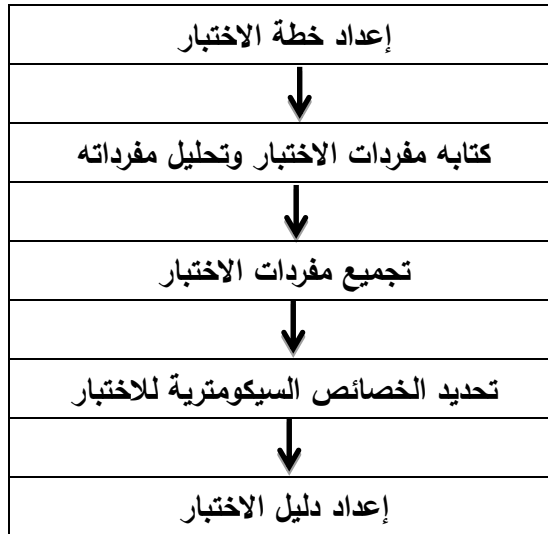 إعداد خطة الاختبار
كتابه مفردات الاختبار وتحليل مفرداته
تجميع مفردات الاختبار
تحديد الخصائص السيكومترية للاختبار
إعداد دليل الاختبار